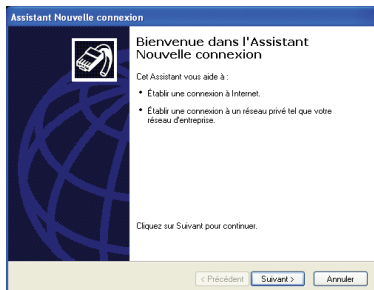 Assistant Nouvelle connexion
Bienvenue dans l'Assistant
Nouvelle connexion
Cet Assistant vous aide à :
• Établir une connexion à Internet.
• Établir une connexion à un réseau privé tel que votre
réseau d'entreprise.
Cliquez sur Suivant pour continuer.
< Précédent
Suivant >
Annuler